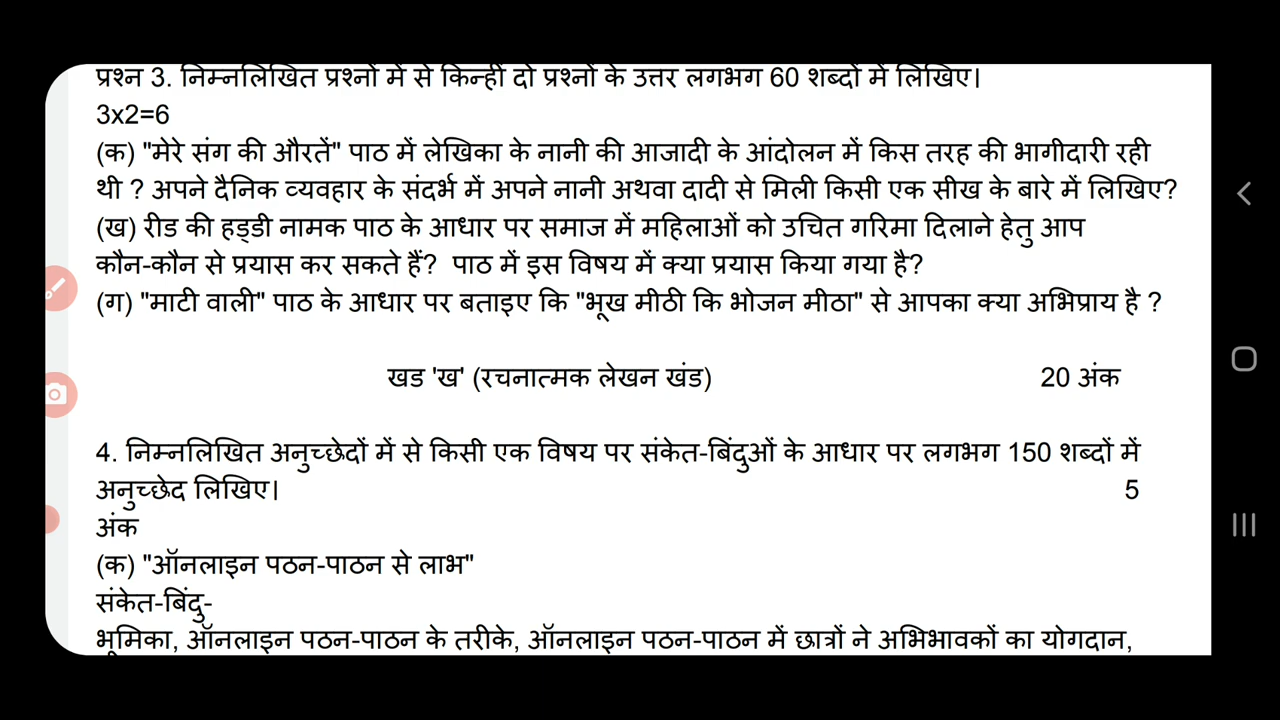 प्रश्न 3. निम्नलिखित प्रश्नों में से किन्हीं दो प्रश्नों के उत्तर लगभग 60 शब्दों में लिखिए।
3x2=6
(क) "मेरे संग की औरतें" पाठ में लेखिका के नानी की आजादी के आंदोलन में किस तरह की भागीदारी रही
थी ? अपने दैनिक व्यवहार के संदर्भ में अपने नानी अथवा दादी से मिली किसी एक सीख के बारे में लिखिए?
(ख) रीड की हड्डी नामक पाठ के आधार पर समाज में महिलाओं को उचित गरिमा दिलाने हेतु आप
कौन-कौन से प्रयास कर सकते हैं? पाठ में इस विषय में क्या प्रयास किया गया है?
(ग) "माटी वाली" पाठ के आधार पर बताइए कि "भूख मीठी कि भोजन मीठा" से आपका क्या अभिप्राय है ?
खड 'ख' (रचनात्मक लेखन खंड) 20 अंक
4. निम्नलिखित अनुच्छेदों में से किसी एक विषय पर संकेत-बिंदुओं के आधार पर लगभग 150 शब्दों में
अनुच्छेद लिखिए। 5
अंक
(क) "ऑनलाइन पठन-पाठन से लाभ"
संकेत-बिंदु-
भूमिका, ऑनलाइन पठन-पाठन के तरीके, ऑनलाइन पठन-पाठन में छात्रों ने अभिभावकों का योगदान,